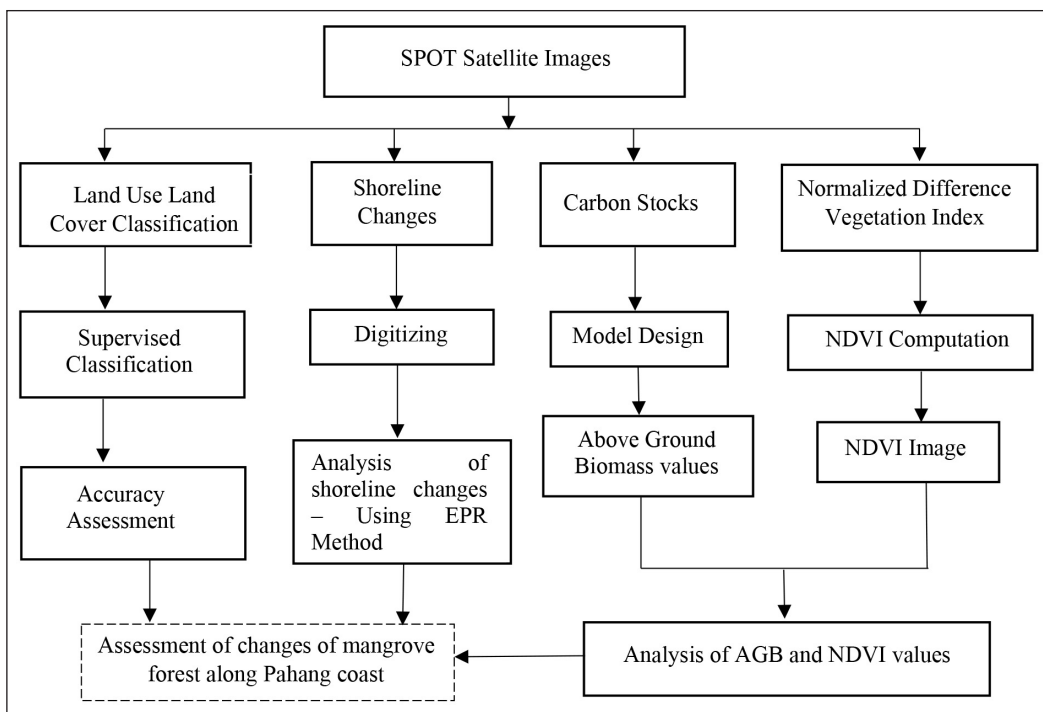 SPOT Satellite Images
Land Use Land
Cover Classification
Shoreline
Changes
Carbon Stocks
Normalized Difference
Vegetation Index
Supervised
Classification
Digitizing
Model Design
NDVI Computation
Accuracy
Assessment
Analysis of
shoreline changes
– Using EPR
Method
Above Ground
Biomass values
NDVI Image
Assessment of changes of mangrove
forest along Pahang coast
Analysis of AGB and NDVI values